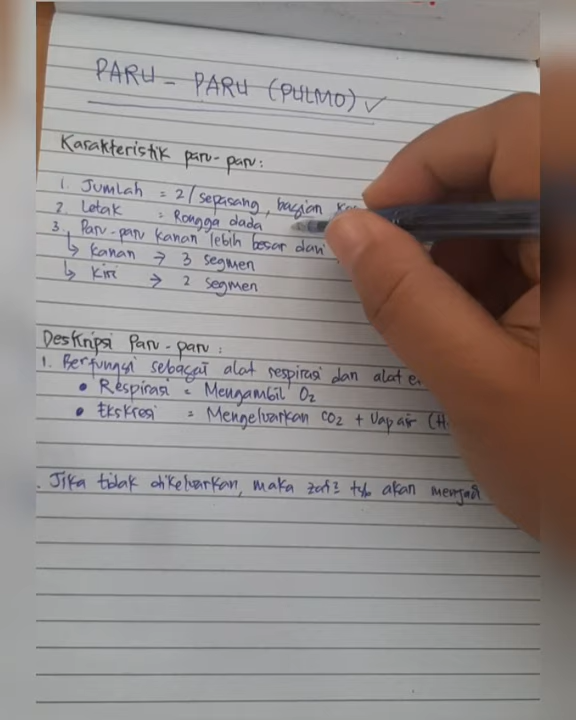 PARU - PARU (PULMO) ✓
Karakteristik paru-paru:
1. Jumlah = 2/sepasang, bagian
2. Letak = Rongga dada
3. Paru-paru kanan lebih besar dari
↳ Kanan → 3 segmen
↳ Kiri → 2 segmen
Deskripsi Paru-paru:
1. Berfungsi sebagai alat respirasi dan alat
• Respirasi = Mengambil O₂
• Ekskresi = Mengeluarkan CO₂ + Uap air (H
. Jika tidak dikeluarkan, maka zat² tsb akan menjadi